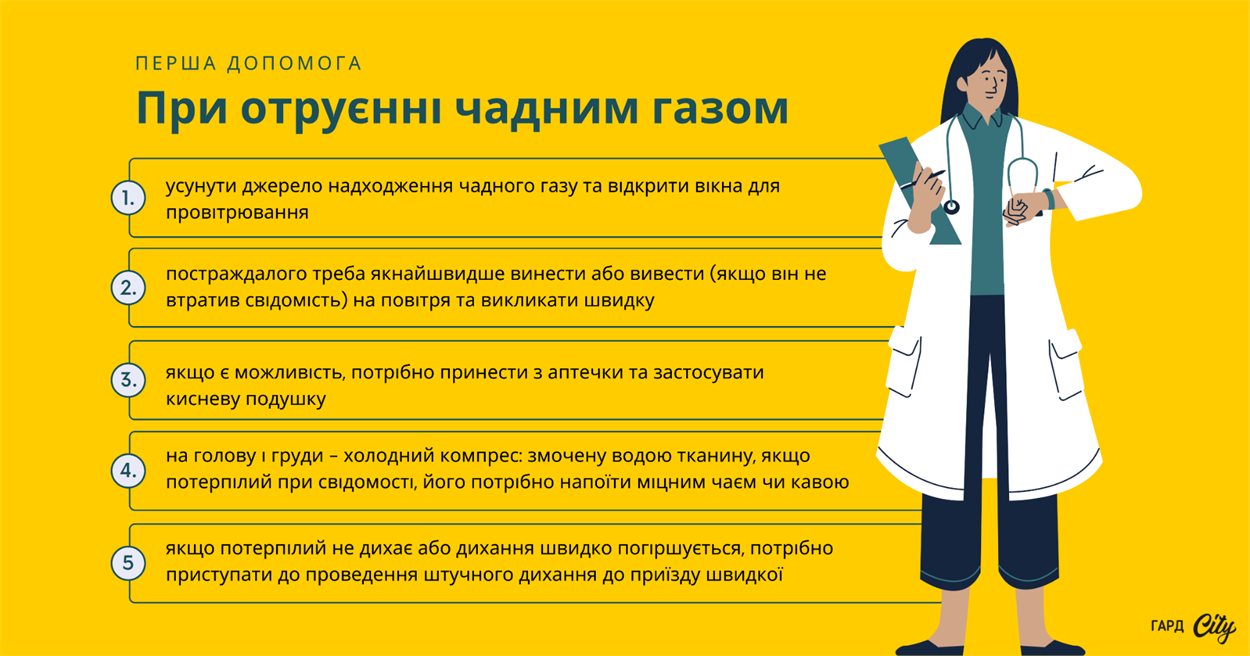 ПЕРША ДОПОМОГА
При отруєнні чадним газом
1.
усунути джерело надходження чадного газу та відкрити вікна для
провітрювання
2.
постраждалого треба якнайшвидше винести або вивести (якщо він не
втратив свідомість) на повітря та викликати швидку
3.
якщо є можливість, потрібно принести з аптечки та застосувати
кисневу подушку
4.
на голову і груди – холодний компрес: змочену водою тканину, якщо
потерпілий при свідомості, його потрібно напоїти міцним чаєм чи кавою
5
якщо потерпілий не дихає або дихання швидко погіршується, потрібно
приступати до проведення штучного дихання до приїзду швидкої
ГАРД City